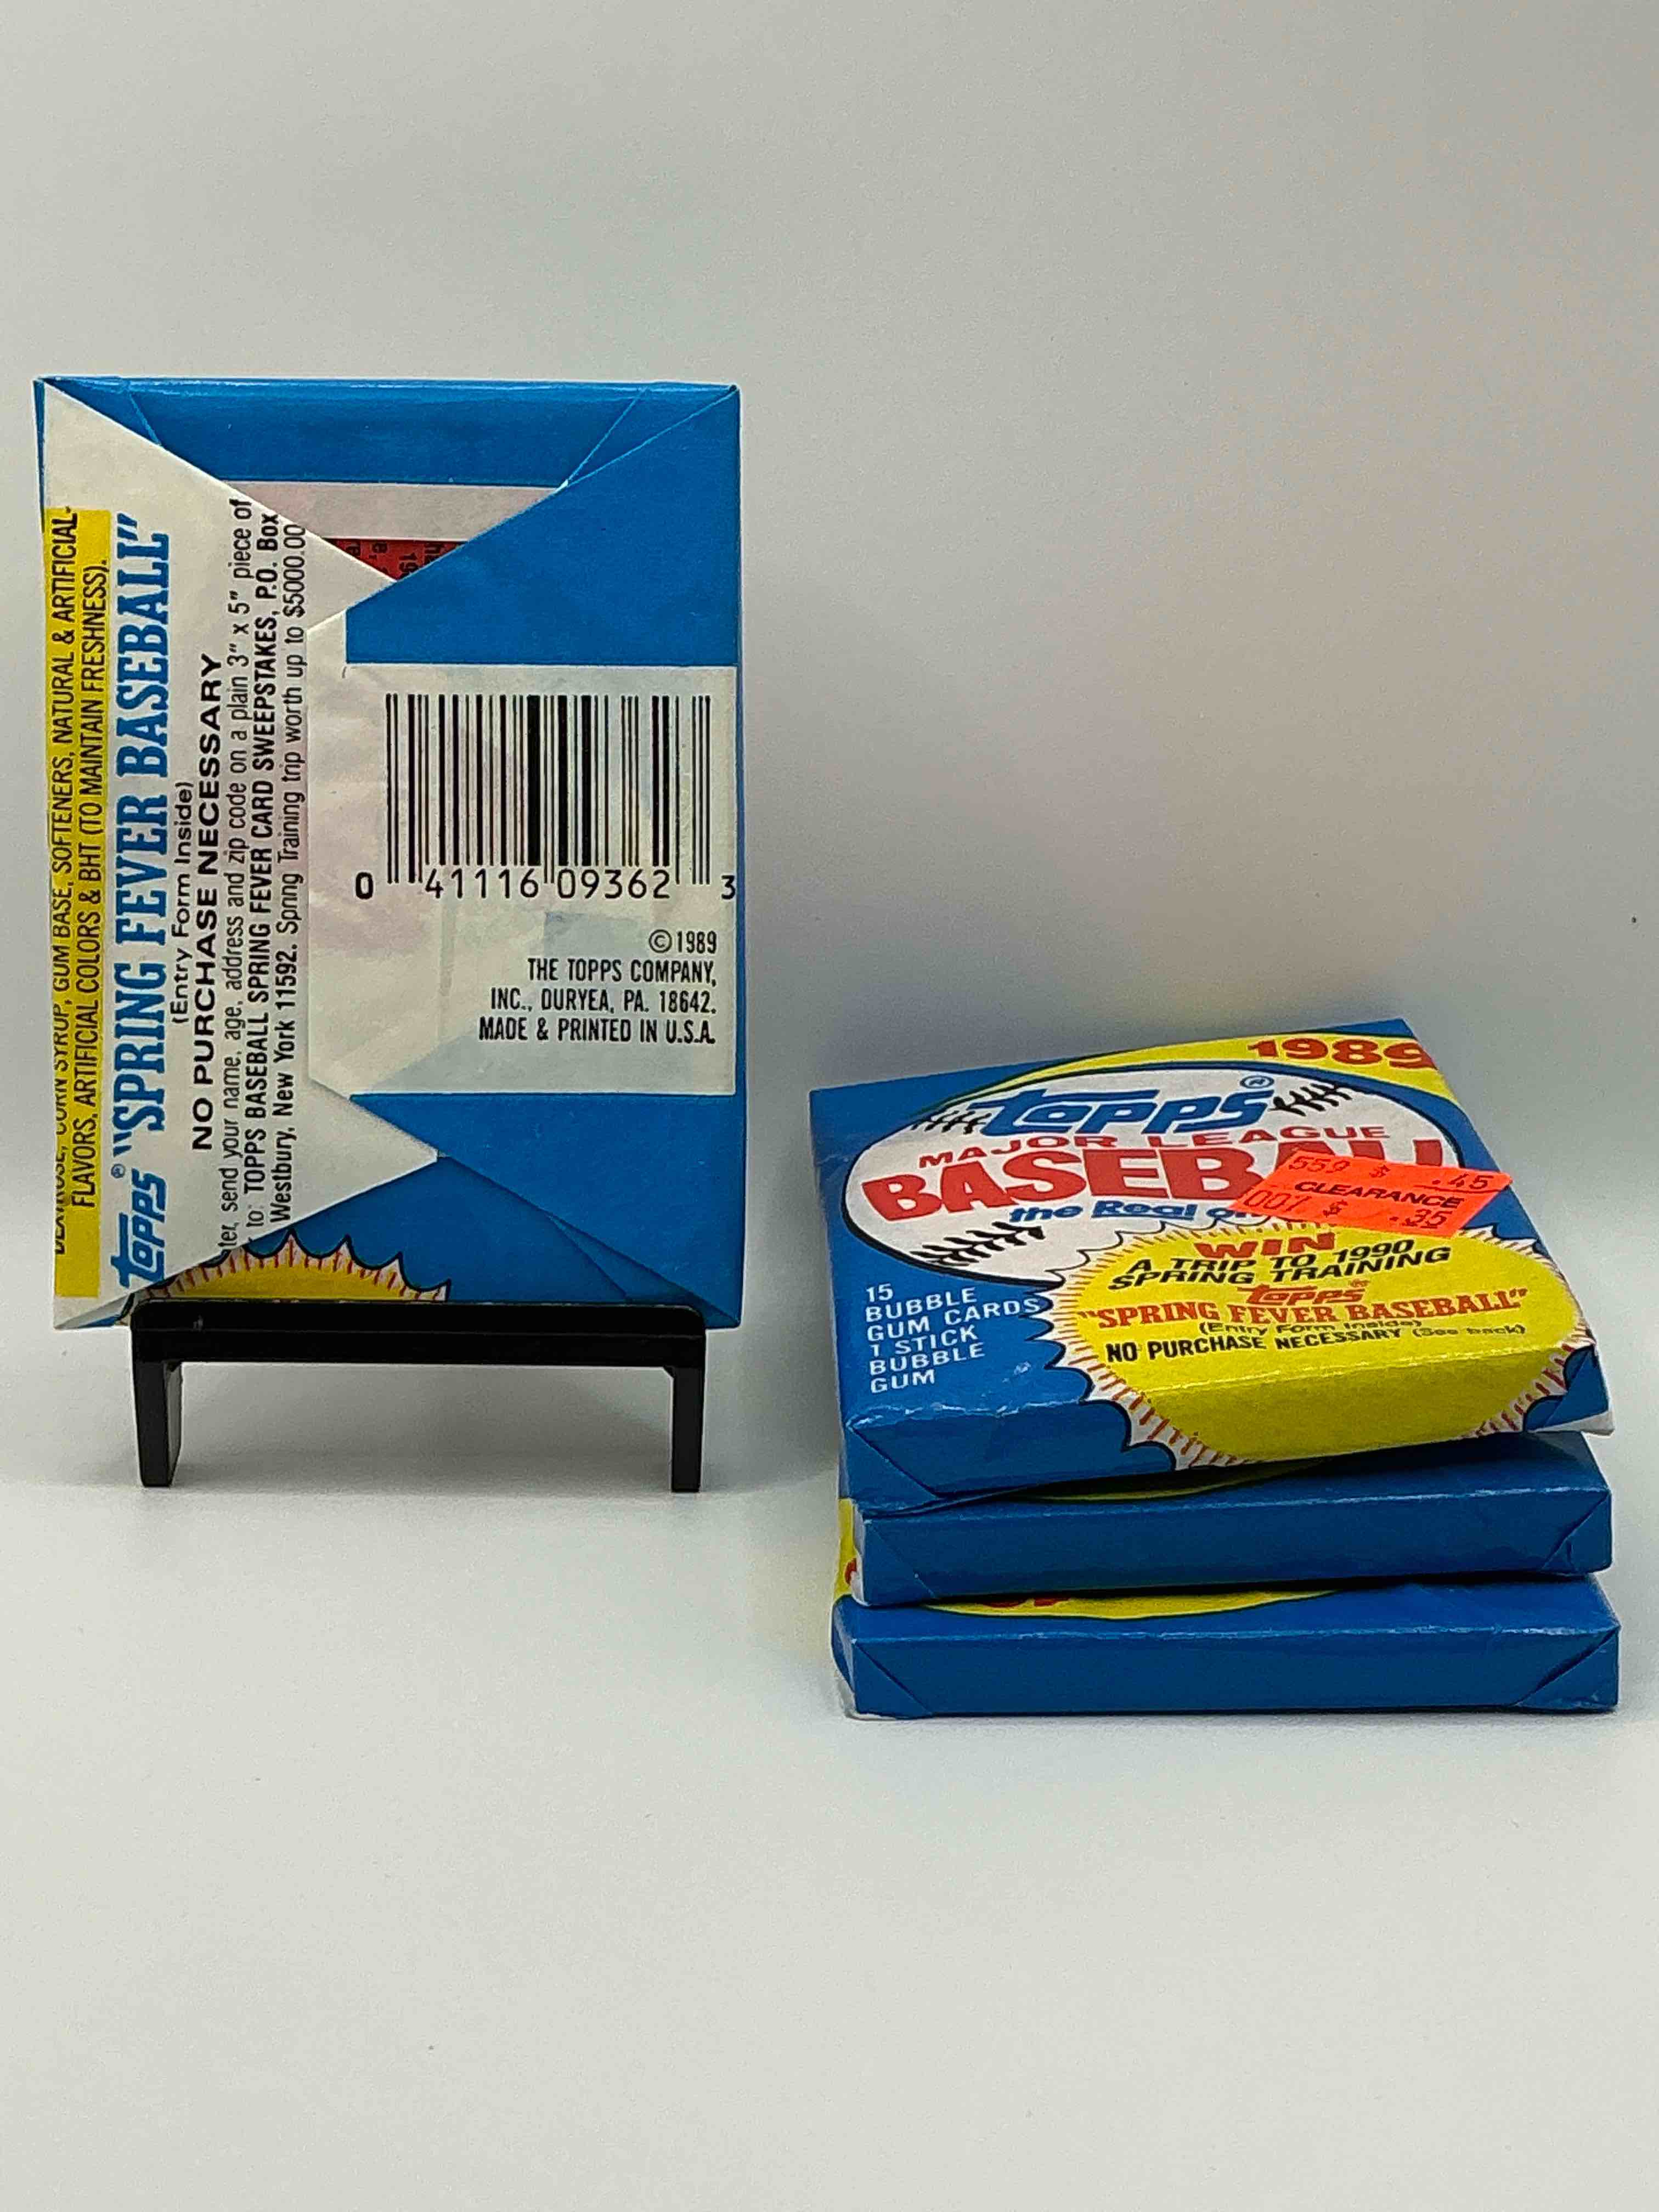 DEXTROSE, CORN SYRUP, GUM BASE, SOFTENERS, NATURAL & ARTIFICIAL
FLAVORS, ARTIFICIAL COLORS & BHT (TO MAINTAIN FRESHNESS).
TOPPS® "SPRING FEVER BASEBALL"
(Entry Form Inside)
NO PURCHASE NECESSARY
send your name, age, address and zip code on a plain 3" x 5" piece of
to: TOPPS BASEBALL SPRING FEVER CARD SWEEPSTAKES, P.O. Box
Westbury, New York 11592. Spring Training trip worth up to $5000.00
0 41116 09362 3
©1989
THE TOPPS COMPANY,
INC., DURYEA, PA. 18642.
MADE & PRINTED IN U.S.A.
1989
TOPPS®
MAJOR LEAGUE
BASEBALL
the Real
559 $ .45
CLEARANCE
007 $ .35
15
BUBBLE
GUM CARDS
1 STICK
BUBBLE
GUM
WIN
A TRIP TO 1990
SPRING TRAINING
TOPPS®
"SPRING FEVER BASEBALL"
(Entry Form Inside)
NO PURCHASE NECESSARY (See back)